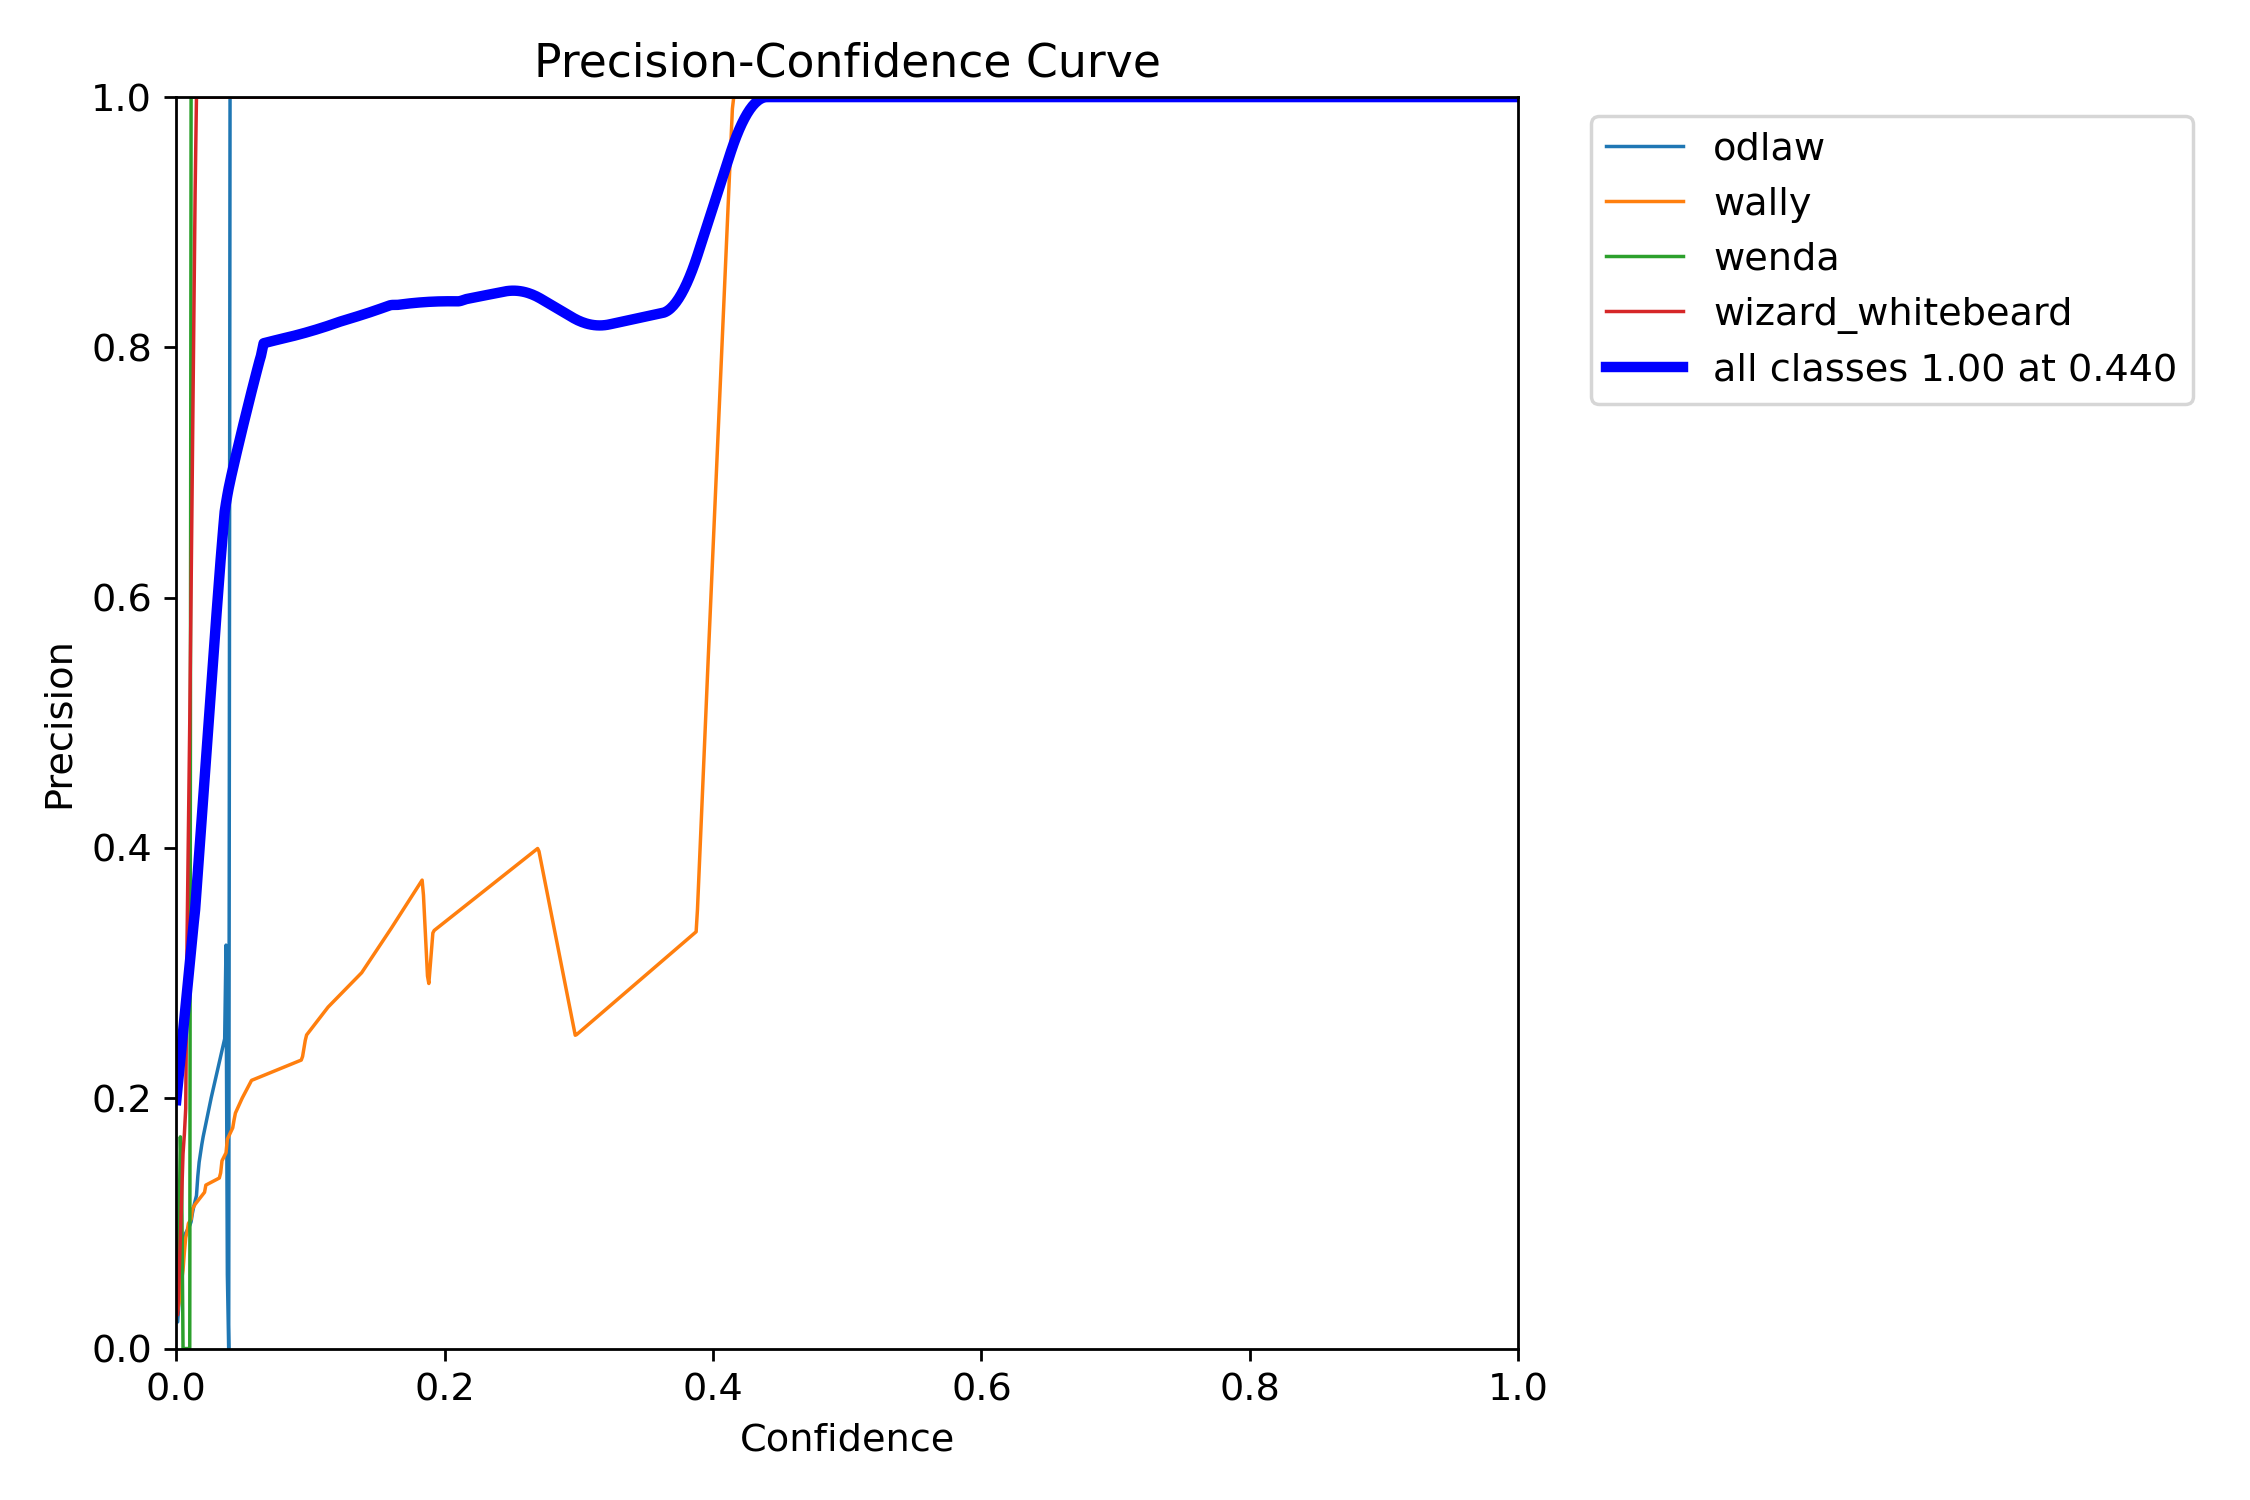 Precision-Confidence Curve
1.0
0.8
0.6
0.4
0.2
0.0
Precision
0.0 0.2 0.4 0.6 0.8 1.0
Confidence
odlaw
wally
wenda
wizard_whitebeard
all classes 1.00 at 0.440